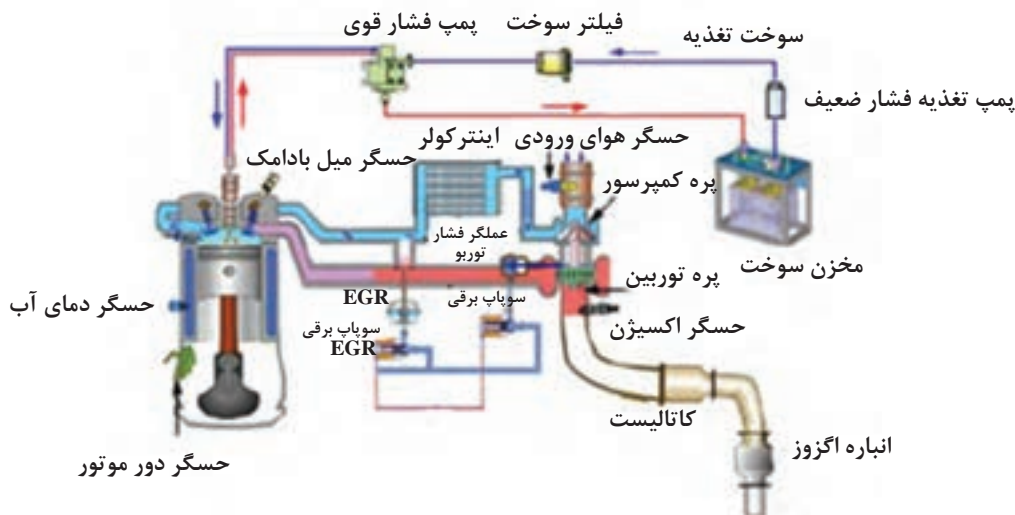 سوخت تغذیه
فیلتر سوخت
پمپ فشار قوی
پمپ تغذیه فشار ضعیف
حسگر هوای ورودی
اینترکولر
حسگر میل بادامک
پره کمپرسور
عملگر فشار
توربو
مخزن سوخت
پره توربین
سوپاپ برقی
EGR
حسگر دمای آب
حسگر اکسیژن
سوپاپ برقی
EGR
کاتالیست
انباره اگزوز
حسگر دور موتور